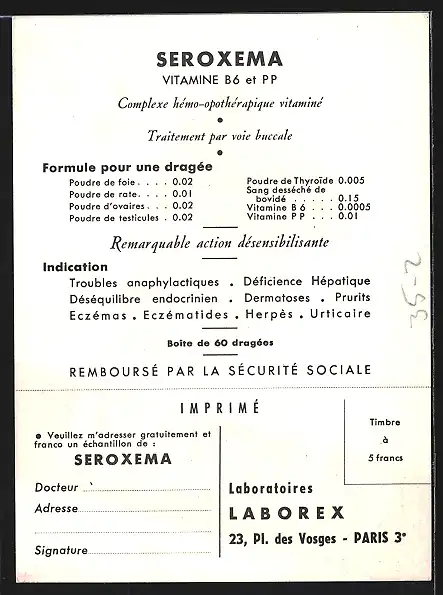 SEROXEMA
VITAMINE B6 et PP
Complexe hémo-opothérapique vitaminé
•
Traitement par voie buccale
•
Formule pour une dragée
Poudre de foie . . . . 0.02
Poudre de rate . . . . 0.01
Poudre d'ovaires . . . 0.02
Poudre de testicules . 0.02
Poudre de Thyroïde 0.005
Sang desséché de
bovidé . . . . . 0.15
Vitamine B 6 . . . 0.0005
Vitamine P P . . . 0.01
Remarquable action désensibilisante
Indication
Troubles anaphylactiques . Déficience Hépatique
Déséquilibre endocrinien . Dermatoses . Prurits
Eczémas . Eczématides . Herpès . Urticaire
Boite de 60 dragées
REMBOURSÉ PAR LA SÉCURITÉ SOCIALE
35-2
IMPRIMÉ
• Veuillez m'adresser gratuitement et
franco un échantillon de :
SEROXEMA
Docteur
Adresse
Signature
Timbre
à
5 francs
Laboratoires
LABOREX
23, Pl. des Vosges - PARIS 3e